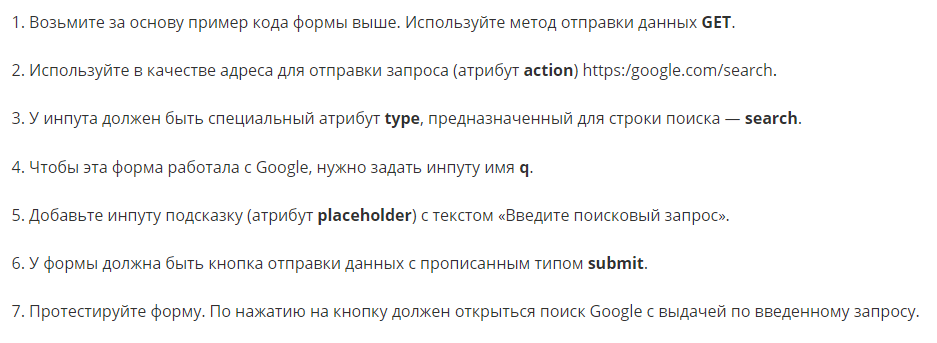 1. Возьмите за основу пример кода формы выше. Используйте метод отправки данных GET.
2. Используйте в качестве адреса для отправки запроса (атрибут action) https:/google.com/search.
3. У инпута должен быть специальный атрибут type, предназначенный для строки поиска — search.
4. Чтобы эта форма работала с Google, нужно задать инпуту имя q.
5. Добавьте инпуту подсказку (атрибут placeholder) с текстом «Введите поисковый запрос».
6. У формы должна быть кнопка отправки данных с прописанным типом submit.
7. Протестируйте форму. По нажатию на кнопку должен открыться поиск Google с выдачей по введенному запросу.